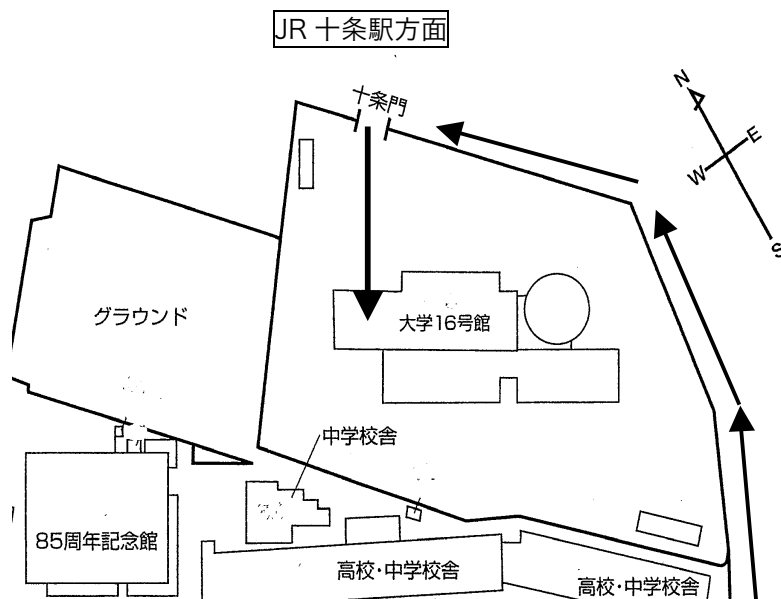 JR 十条駅方面
十条門
N
E
W
S
グラウンド
大学16号館
中学校舎
85周年記念館
高校・中学校舎
高校・中学校舎